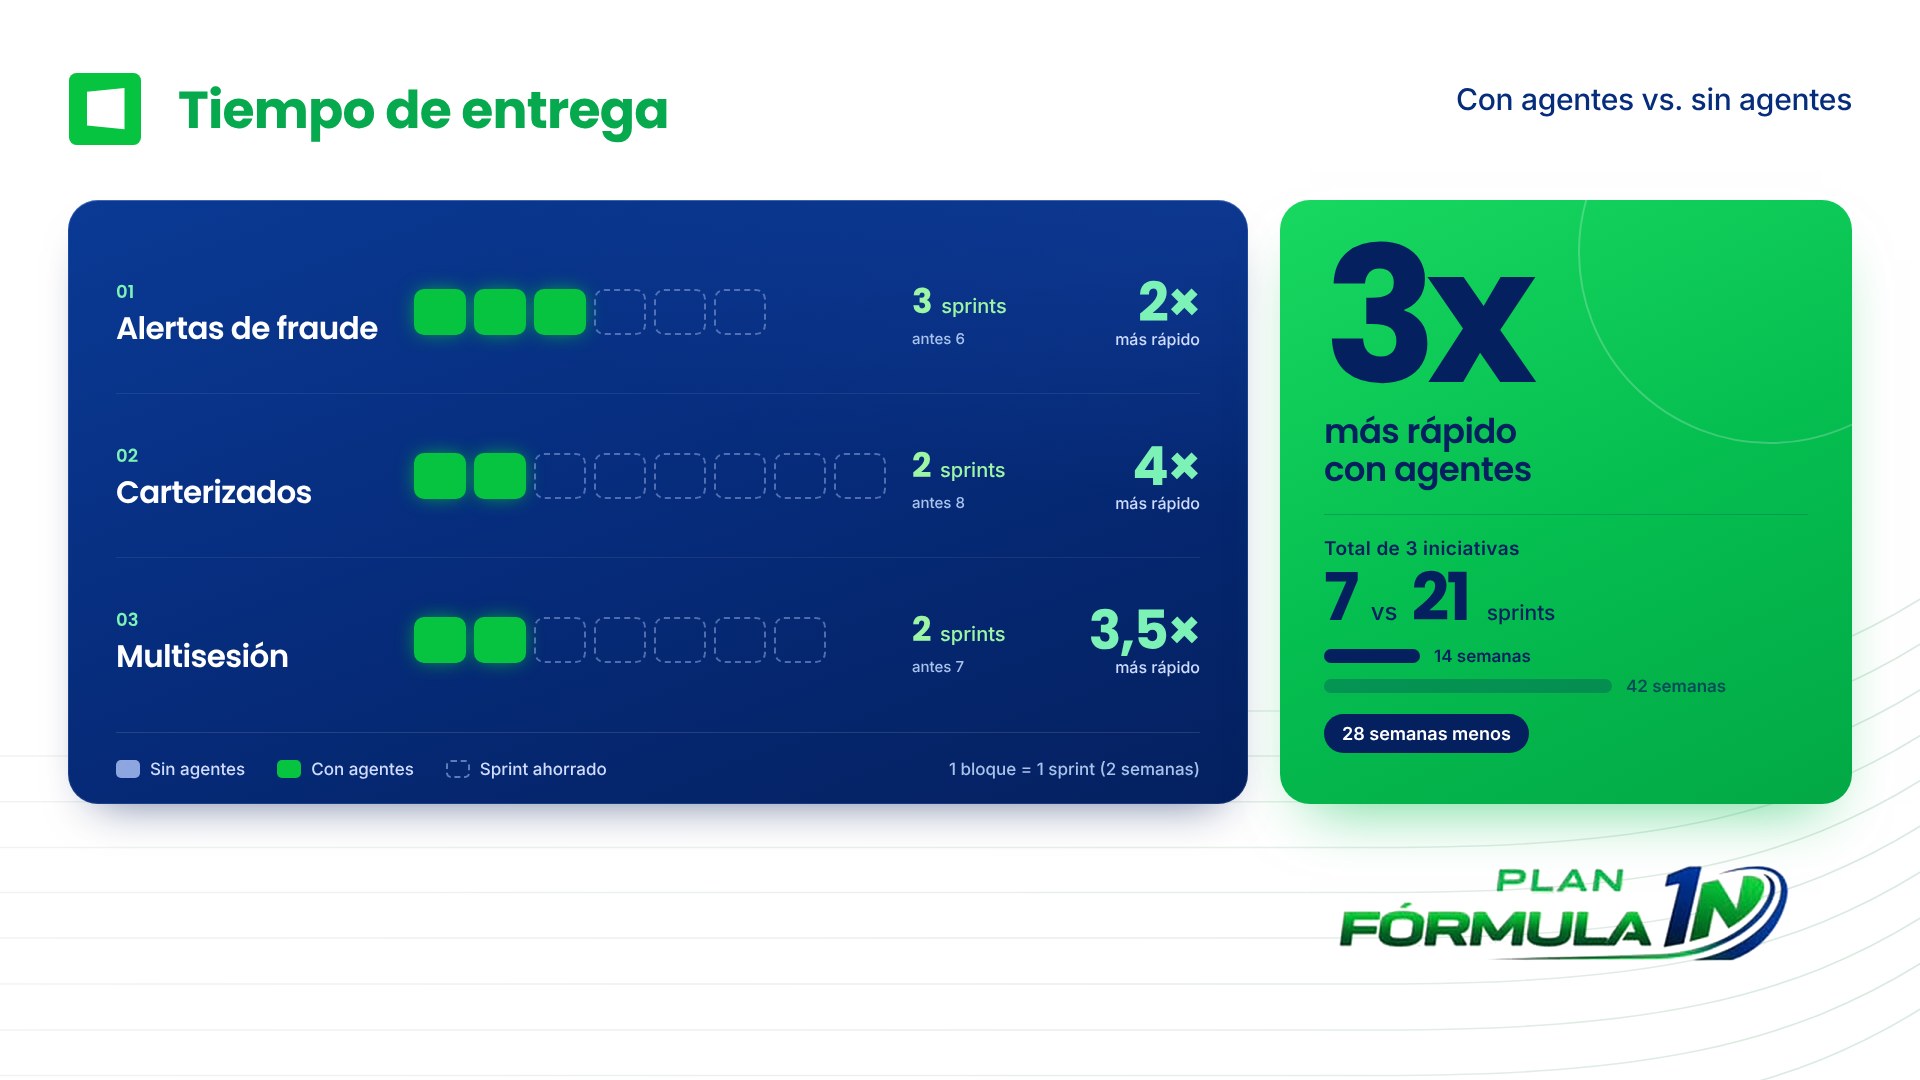 Tiempo de entrega
Con agentes vs. sin agentes
01
Alertas de fraude
3 sprints
antes 6
2×
más rápido
02
Carterizados
2 sprints
antes 8
4×
más rápido
03
Multisesión
2 sprints
antes 7
3,5×
más rápido
Sin agentes
Con agentes
Sprint ahorrado
1 bloque = 1 sprint (2 semanas)
3x
más rápido
con agentes
Total de 3 iniciativas
7 vs 21 sprints
14 semanas
42 semanas
28 semanas menos
PLAN
FÓRMULA 1N